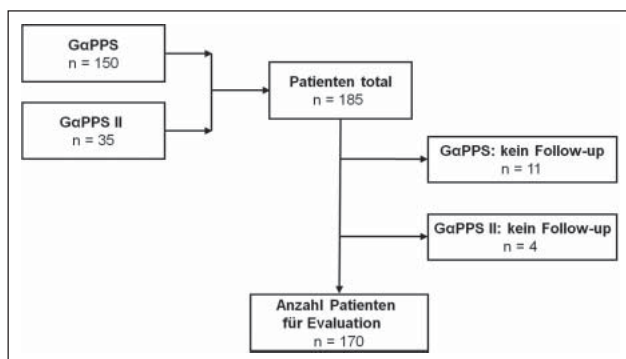 GαPPS
n = 150
GαPPS II
n = 35
Patienten total
n = 185
GαPPS: kein Follow-up
n = 11
GαPPS II: kein Follow-up
n = 4
Anzahl Patienten
für Evaluation
n = 170